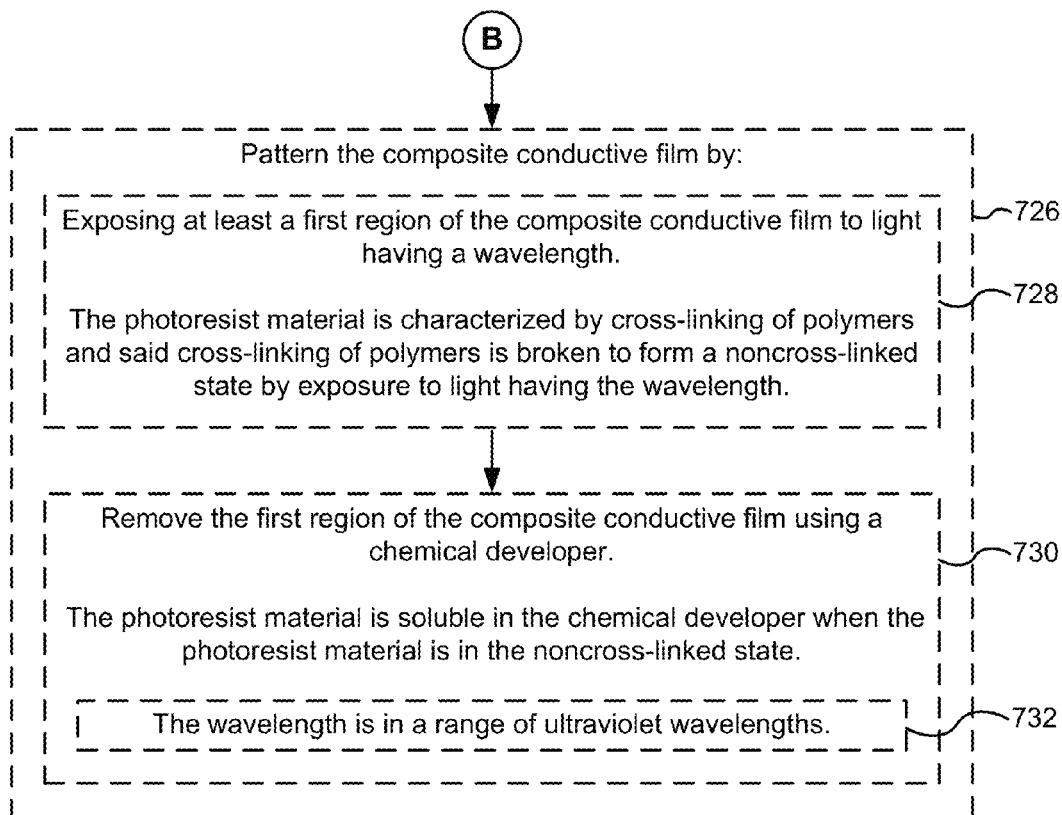 B
Pattern the composite conductive film by:
726
Exposing at least a first region of the composite conductive film to light
having a wavelength.
728
The photoresist material is characterized by cross-linking of polymers
and said cross-linking of polymers is broken to form a noncross-linked
state by exposure to light having the wavelength.
Remove the first region of the composite conductive film using a
chemical developer.
730
The photoresist material is soluble in the chemical developer when the
photoresist material is in the noncross-linked state.
The wavelength is in a range of ultraviolet wavelengths.
732